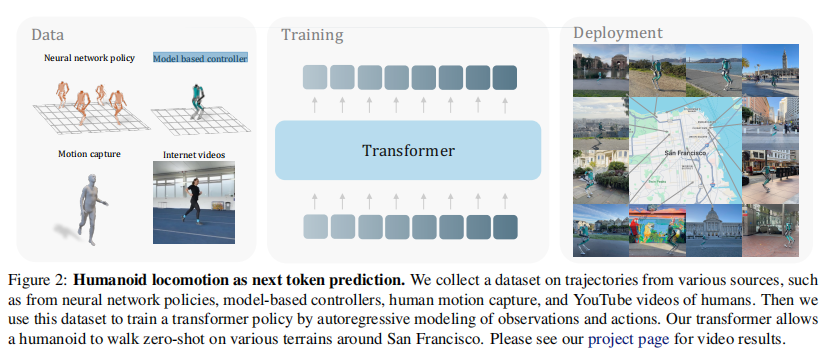 Data
Neural network policy
Model based controller
Motion capture
Internet videos
Training
Transformer
Deployment
San Francisco
Figure 2: Humanoid locomotion as next token prediction. We collect a dataset on trajectories from various sources, such
as from neural network policies, model-based controllers, human motion capture, and YouTube videos of humans. Then we
use this dataset to train a transformer policy by autoregressive modeling of observations and actions. Our transformer allows
a humanoid to walk zero-shot on various terrains around San Francisco. Please see our project page for video results.